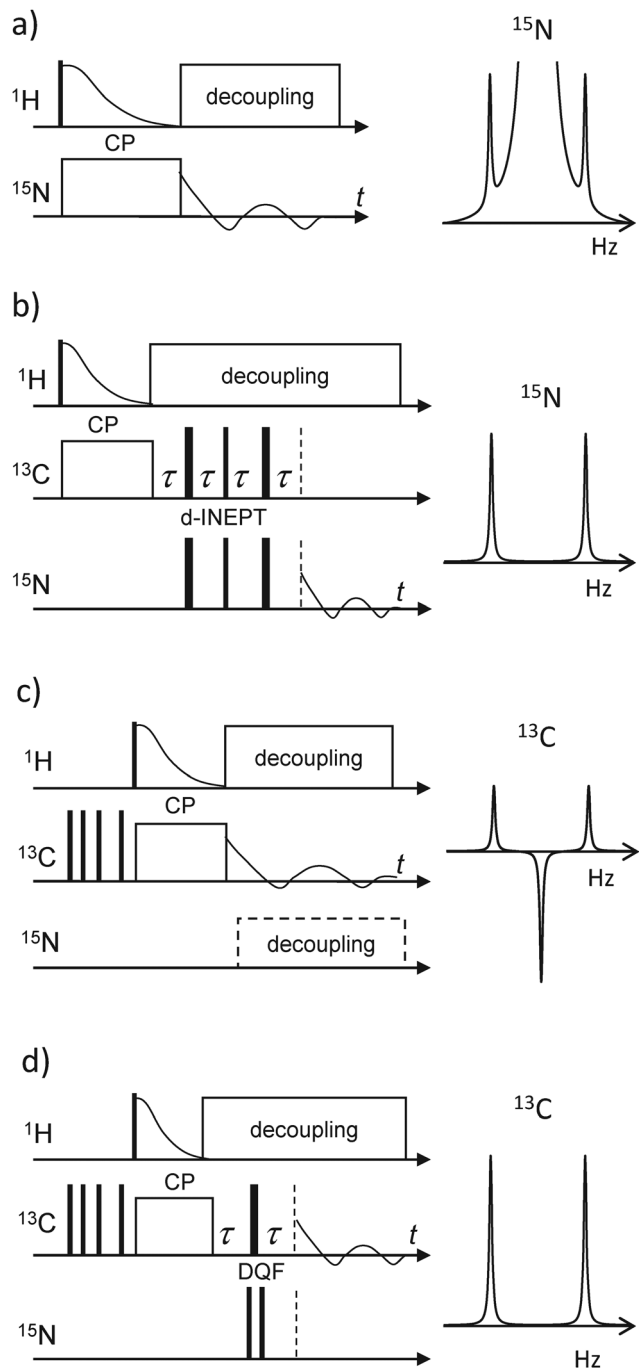 a)
¹⁵N
¹H
decoupling
CP
¹⁵N
t
Hz
b)
¹H
decoupling
¹⁵N
CP
¹³C
τ τ τ τ
d-INEPT
¹⁵N
t
Hz
c)
¹³C
¹H
decoupling
CP
¹³C
t
Hz
¹⁵N
decoupling
d)
¹³C
¹H
decoupling
CP
¹³C
τ τ
t
DQF
¹⁵N
Hz